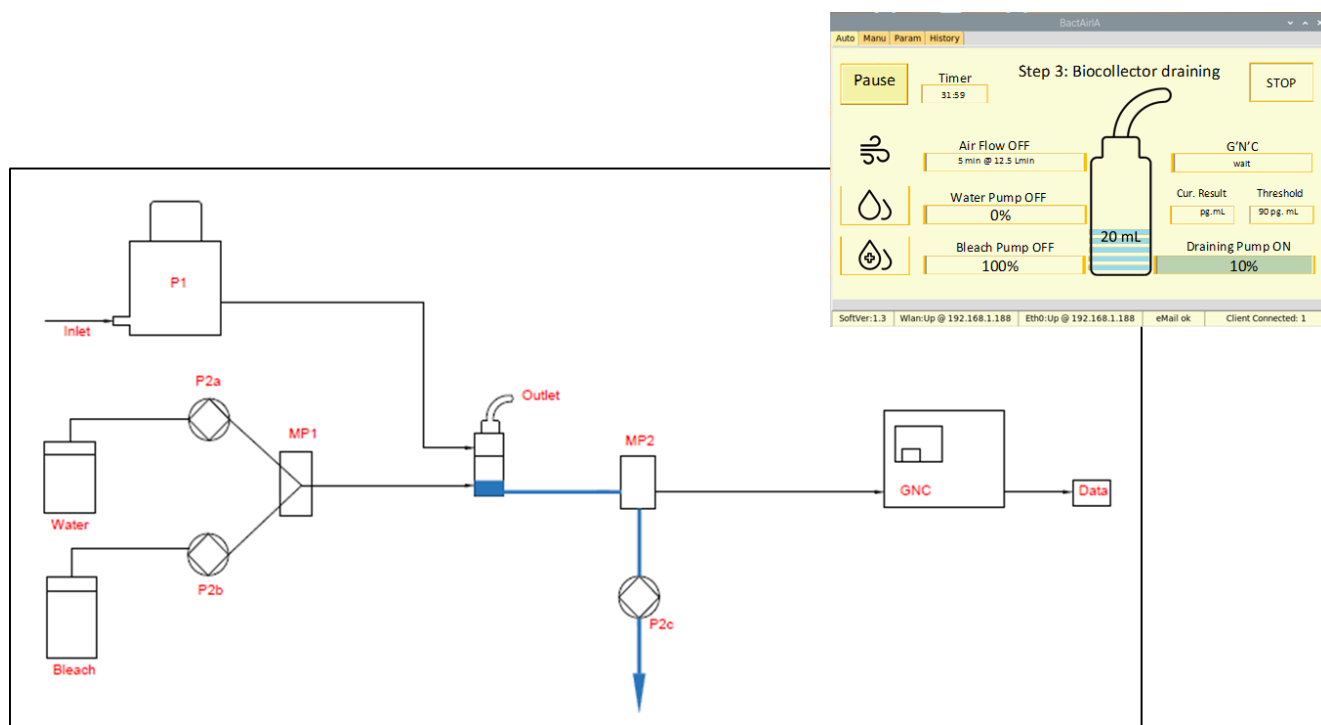 BactAirIA
Auto Manu Param History
Pause
Timer
31:59
Step 3: Biocollector draining
STOP
Air Flow OFF
5 min @ 12.5 Lmin
G'N'C
wait
Water Pump OFF
0%
Cur. Result
pg.mL
Threshold
90 pg. mL
20 mL
Bleach Pump OFF
100%
Draining Pump ON
10%
SoftVer:1.3 Wlan:Up @ 192.168.1.188 Eth0:Up @ 192.168.1.188 eMail ok Client Connected: 1
P1
Inlet
P2a
Outlet
MP1
MP2
GNC
Data
Water
P2b
P2c
Bleach